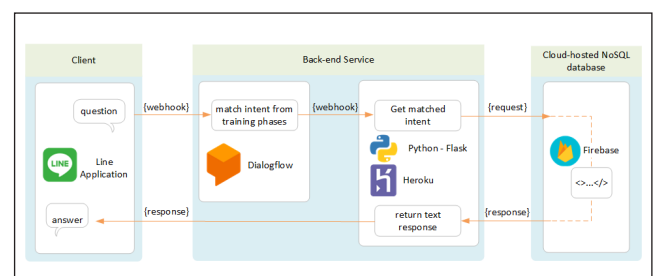 Client
Back-end Service
Cloud-hosted NoSQL
database
question
{webhook}
match intent from
training phases
{webhook}
Get matched
intent
{request}
LINE
Line
Application
Dialogflow
Python - Flask
Heroku
Firebase
<>...</>
answer
{response}
return text
response
{response}